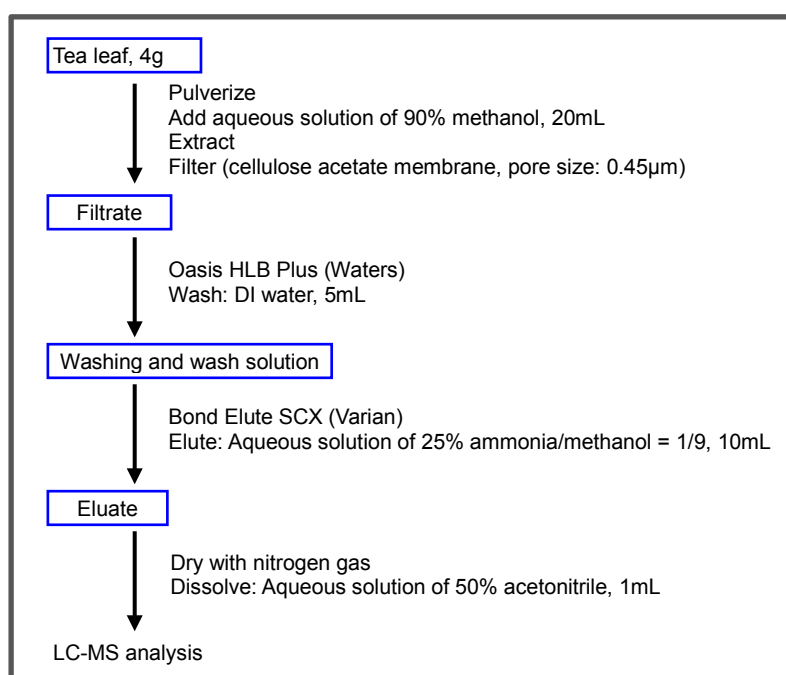 Tea leaf, 4g
Pulverize
Add aqueous solution of 90% methanol, 20mL
Extract
Filter (cellulose acetate membrane, pore size: 0.45µm)
Filtrate
Oasis HLB Plus (Waters)
Wash: DI water, 5mL
Washing and wash solution
Bond Elute SCX (Varian)
Elute: Aqueous solution of 25% ammonia/methanol = 1/9, 10mL
Eluate
Dry with nitrogen gas
Dissolve: Aqueous solution of 50% acetonitrile, 1mL
LC-MS analysis